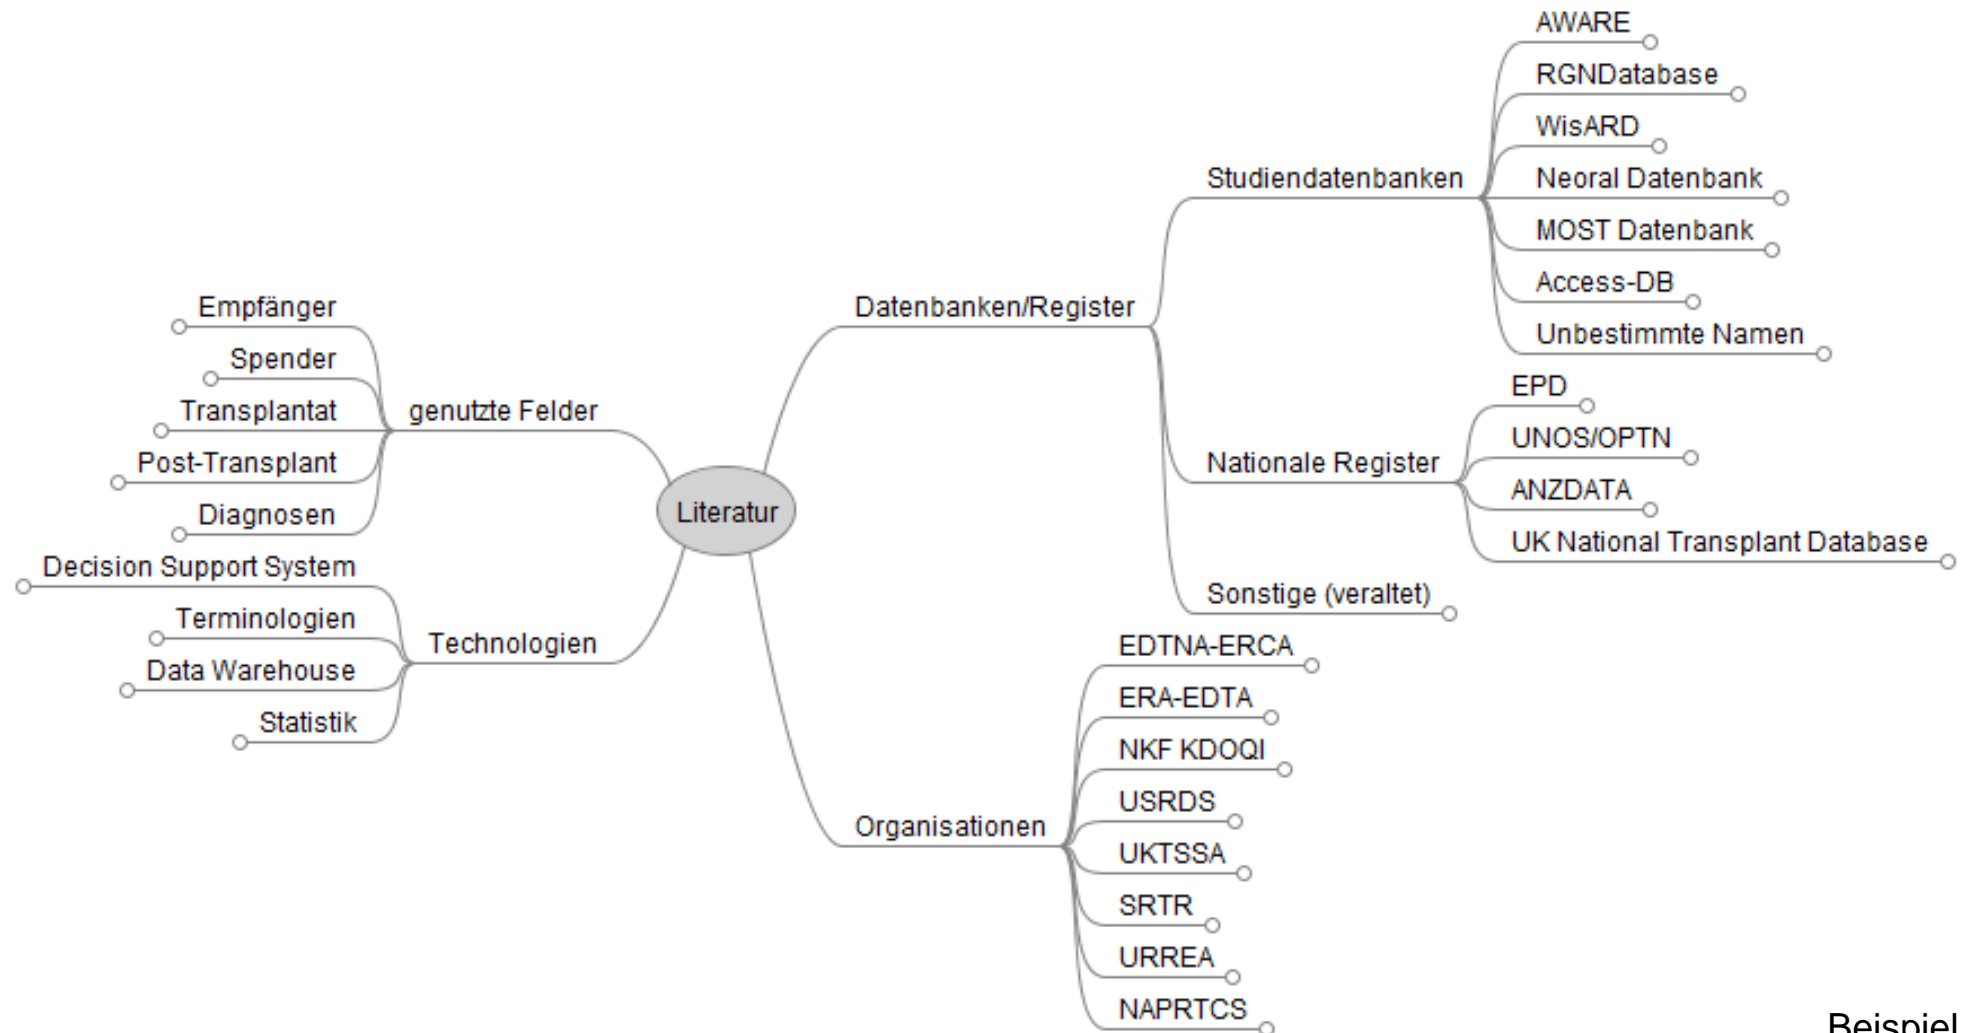 AWARE
RGNDatabase
WisARD
Studiendatenbanken
Neoral Datenbank
MOST Datenbank
Access-DB
Unbestimmte Namen
Datenbanken/Register
EPD
UNOS/OPTN
Nationale Register
ANZDATA
UK National Transplant Database
Sonstige (veraltet)
Empfänger
Spender
Transplantat
genutzte Felder
Post-Transplant
Diagnosen
Literatur
Decision Support System
Terminologien
Technologien
Data Warehouse
Statistik
EDTNA-ERCA
ERA-EDTA
NKF KDOQI
USRDS
Organisationen
UKTSSA
SRTR
URREA
NAPRTCS
Beispiel